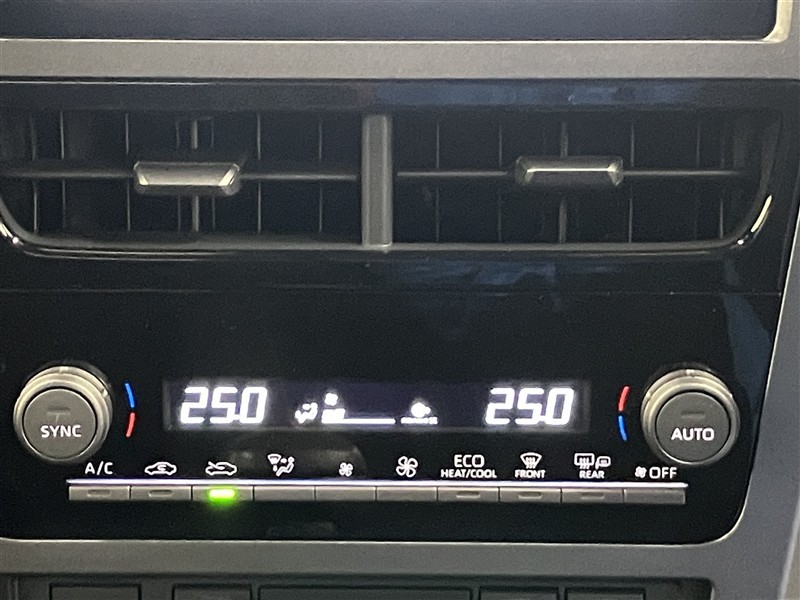 25.0 25.0
SYNC AUTO
A/C ECO HEAT/COOL FRONT REAR OFF